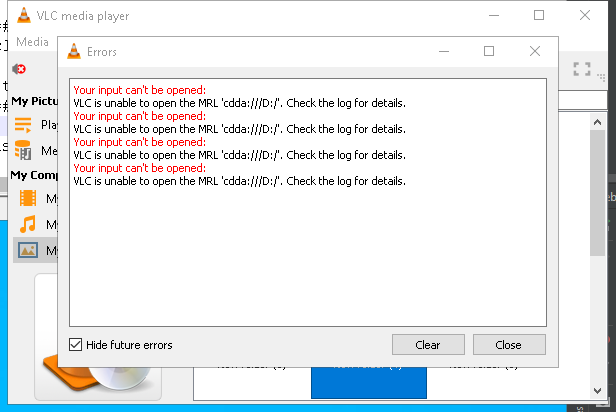 VLC media player
Media
Errors
Your input can't be opened:
VLC is unable to open the MRL 'cdda:///D:/'. Check the log for details.
Your input can't be opened:
VLC is unable to open the MRL 'cdda:///D:/'. Check the log for details.
Your input can't be opened:
VLC is unable to open the MRL 'cdda:///D:/'. Check the log for details.
Your input can't be opened:
VLC is unable to open the MRL 'cdda:///D:/'. Check the log for details.
My Pictu
Play
Me
My Comp
My
My
My
Hide future errors
Clear
Close